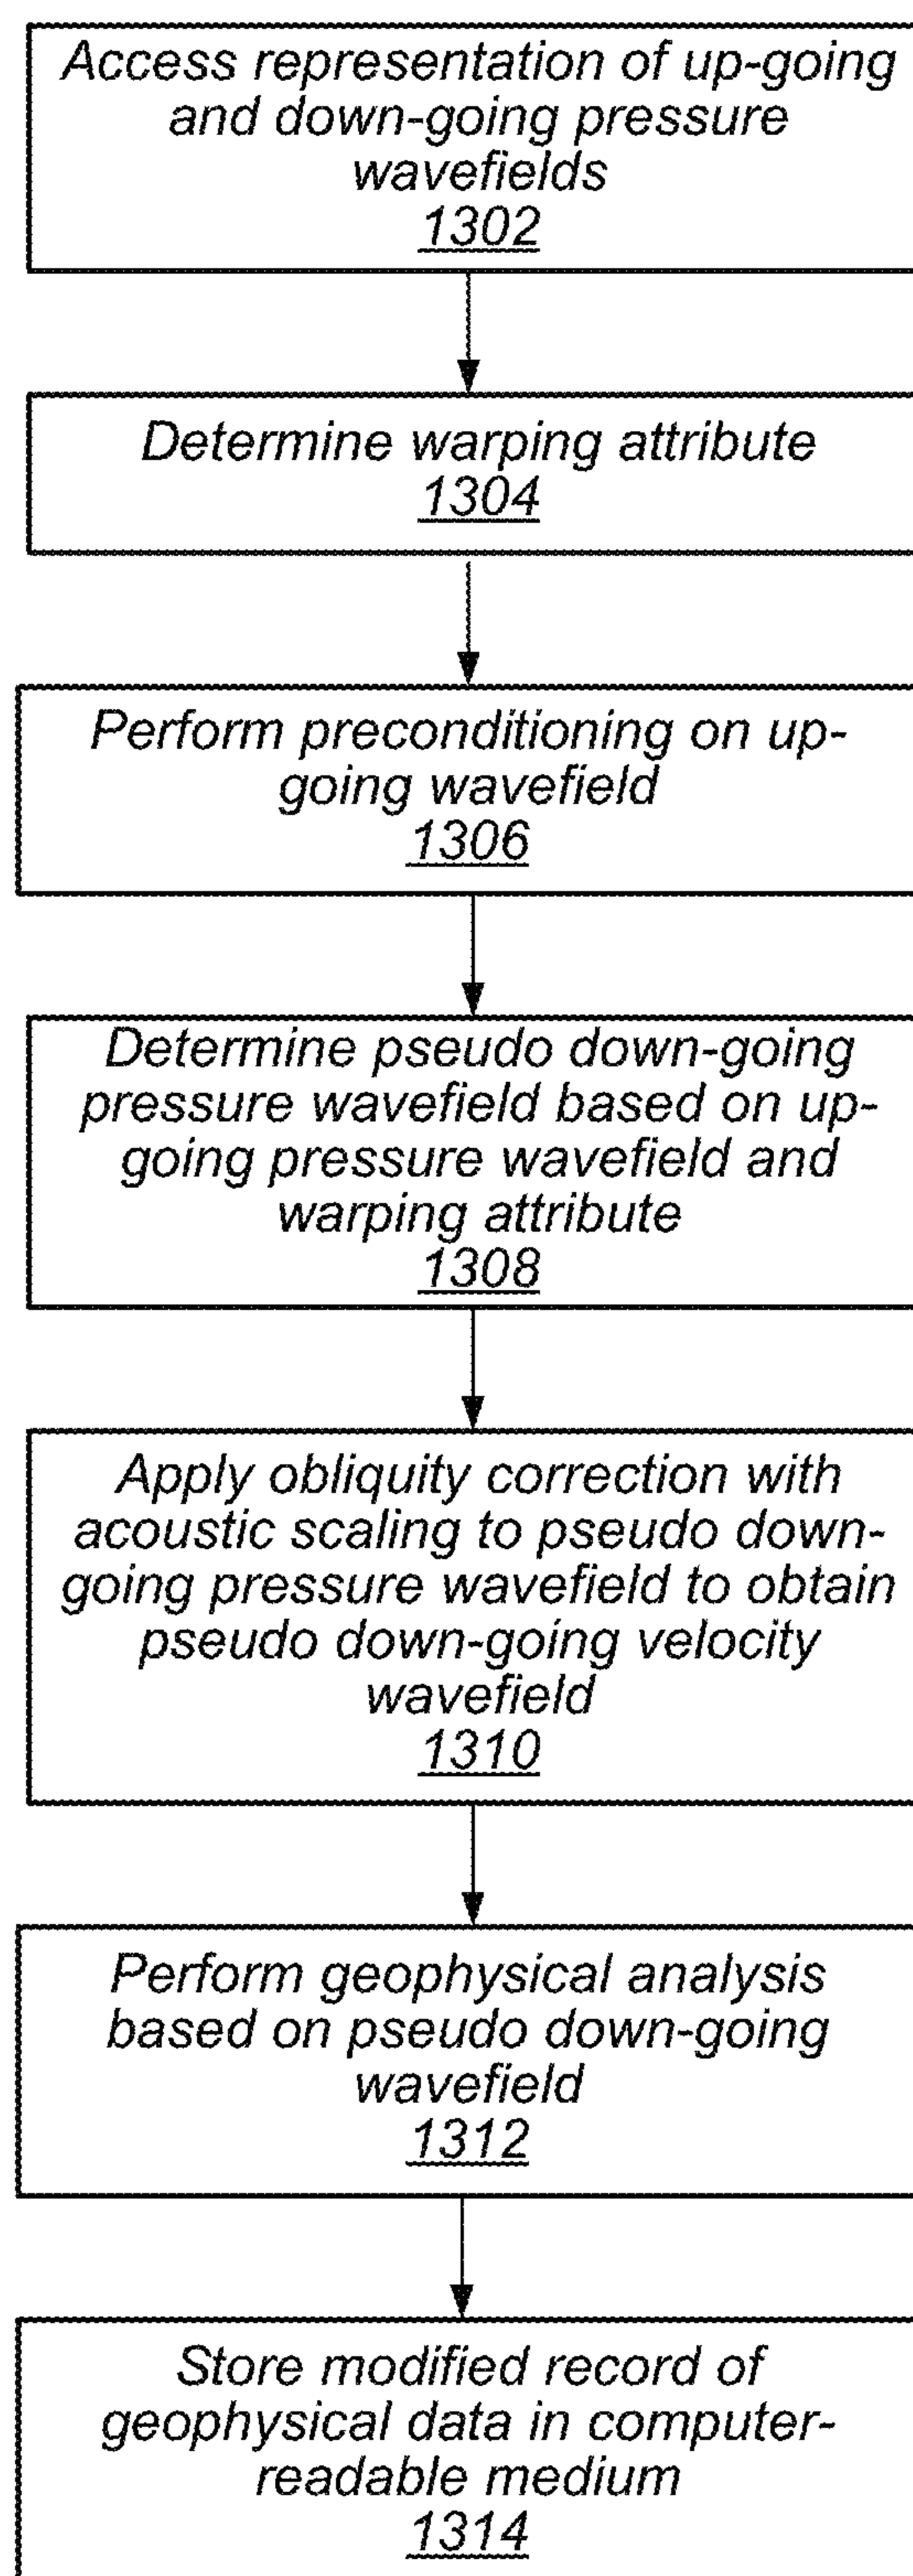 Access representation of up-going
and down-going pressure
wavefields
1302
Determine warping attribute
1304
Perform preconditioning on up-
going wavefield
1306
Determine pseudo down-going
pressure wavefield based on up-
going pressure wavefield and
warping attribute
1308
Apply obliquity correction with
acoustic scaling to pseudo down-
going pressure wavefield to obtain
pseudo down-going velocity
wavefield
1310
Perform geophysical analysis
based on pseudo down-going
wavefield
1312
Store modified record of
geophysical data in computer-
readable medium
1314